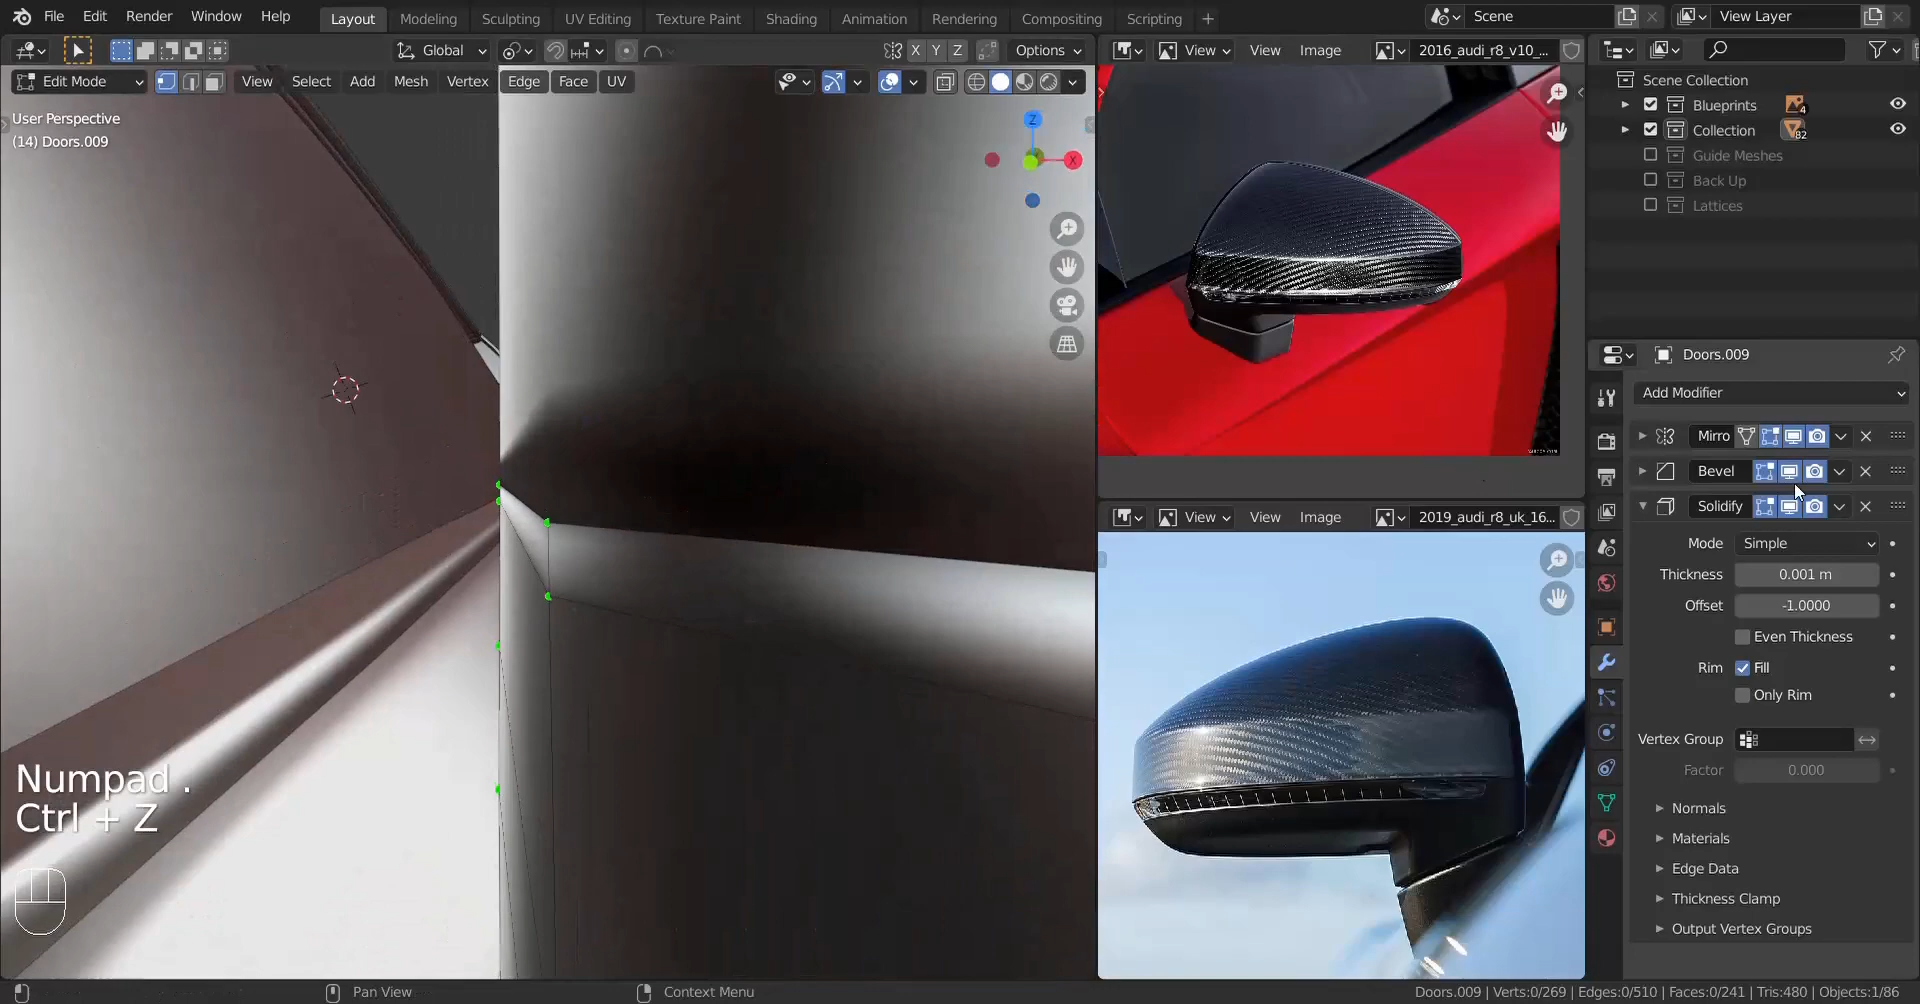 File Edit Render Window Help Layout Modeling Sculpting UV Editing Texture Paint Shading Animation Rendering Compositing Scripting + Scene View Layer
Global X Y Z Options View View Image 2016_audi_r8_v10_...
Edit Mode View Select Add Mesh Vertex Edge Face UV
User Perspective
(14) Doors.009
Z
X
Scene Collection
Blueprints 4
Collection 82
Guide Meshes
Back Up
Lattices
Doors.009
Add Modifier
Mirro
Bevel
Solidify
View View Image 2019_audi_r8_uk_16...
Mode Simple
Thickness 0.001 m
Offset -1.0000
Even Thickness
Rim Fill
Only Rim
Vertex Group
Factor 0.000
Normals
Materials
Edge Data
Thickness Clamp
Output Vertex Groups
Numpad .
Ctrl + Z
Pan View Context Menu Doors.009 | Verts:0/269 | Edges:0/510 | Faces:0/241 | Tris:480 | Objects:1/86